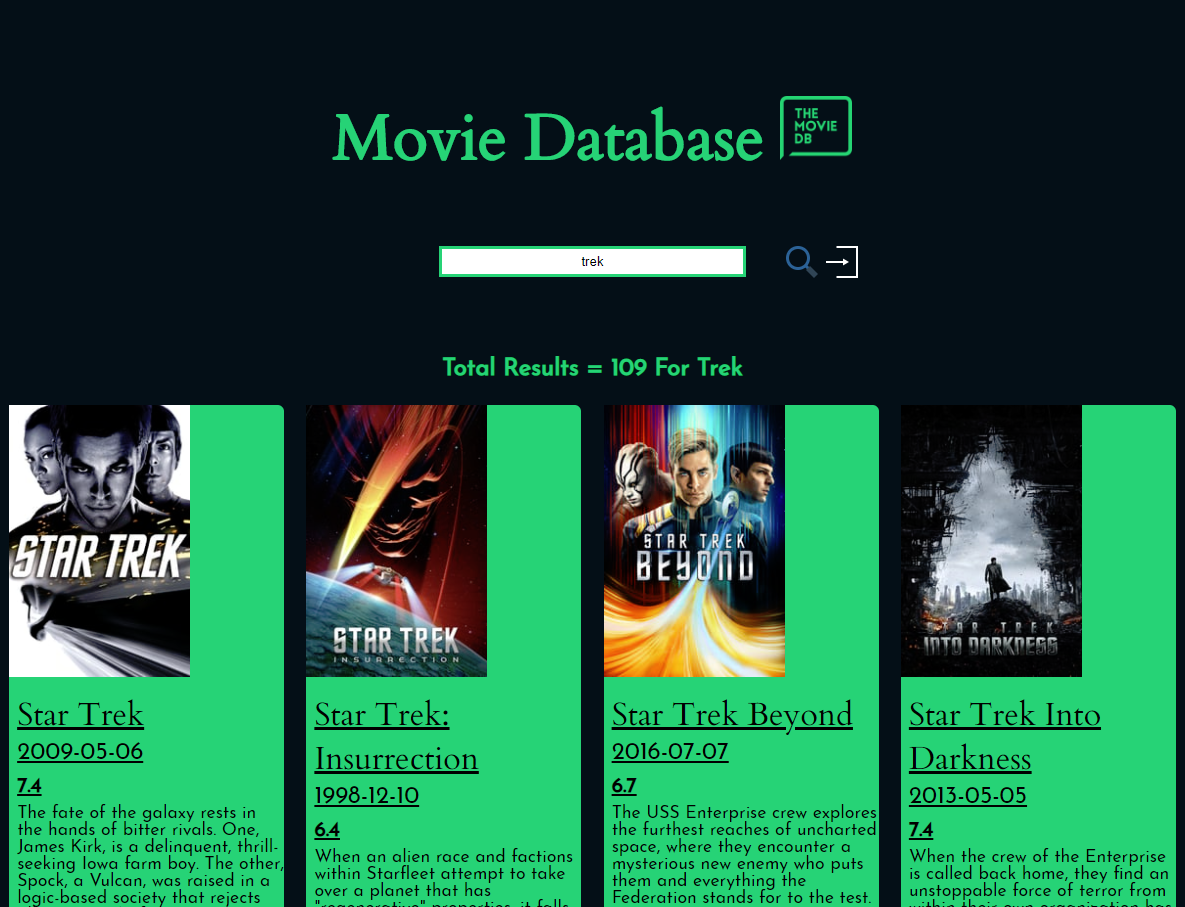 Movie Database
THE
MOVIE
DB
trek
Total Results = 109 For Trek
STAR TREK
STAR TREK
INSURRECTION
STAR TREK
BEYOND
STAR TREK
INTO DARKNESS
Star Trek
2009-05-06
7.4
The fate of the galaxy rests in
the hands of bitter rivals. One,
James Kirk, is a delinquent, thrill-
seeking Iowa farm boy. The other,
Spock, a Vulcan, was raised in a
logic-based society that rejects
Star Trek:
Insurrection
1998-12-10
6.4
When an alien race and factions
within Starfleet attempt to take
over a planet that has
"regenerative" properties, it falls
Star Trek Beyond
2016-07-07
6.7
The USS Enterprise crew explores
the furthest reaches of uncharted
space, where they encounter a
mysterious new enemy who puts
them and everything the
Federation stands for to the test.
Star Trek Into
Darkness
2013-05-05
7.4
When the crew of the Enterprise
is called back home, they find an
unstoppable force of terror from
within their own organization has